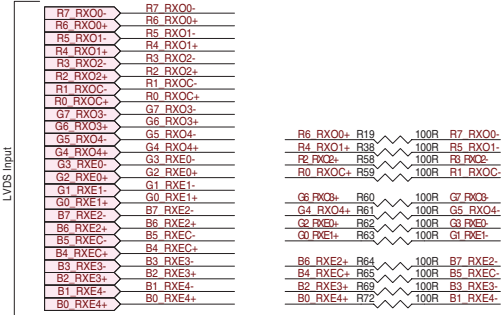 LVDS Input
R7_RXO0- R7_RXO0-
R6_RXO0+ R6_RXO0+
R5_RXO1- R5_RXO1-
R4_RXO1+ R4_RXO1+
R3_RXO2- R3_RXO2-
R2_RXO2+ R2_RXO2+
R1_RXOC- R1_RXOC-
R0_RXOC+ R0_RXOC+
G7_RXO3- G7_RXO3-
G6_RXO3+ G6_RXO3+
G5_RXO4- G5_RXO4-
G4_RXO4+ G4_RXO4+
G3_RXE0- G3_RXE0-
G2_RXE0+ G2_RXE0+
G1_RXE1- G1_RXE1-
G0_RXE1+ G0_RXE1+
B7_RXE2- B7_RXE2-
B6_RXE2+ B6_RXE2+
B5_RXEC- B5_RXEC-
B4_RXEC+ B4_RXEC+
B3_RXE3- B3_RXE3-
B2_RXE3+ B2_RXE3+
B1_RXE4- B1_RXE4-
B0_RXE4+ B0_RXE4+
R6_RXO0+ R19 100R R7_RXO0-
R4_RXO1+ R38 100R R5_RXO1-
R2_RXO2+ R58 100R R3_RXO2-
R0_RXOC+ R59 100R R1_RXOC-
G6_RXO3+ R60 100R G7_RXO3-
G4_RXO4+ R61 100R G5_RXO4-
G2_RXE0+ R62 100R G3_RXE0-
G0_RXE1+ R63 100R G1_RXE1-
B6_RXE2+ R64 100R B7_RXE2-
B4_RXEC+ R65 100R B5_RXEC-
B2_RXE3+ R69 100R B3_RXE3-
B0_RXE4+ R72 100R B1_RXE4-